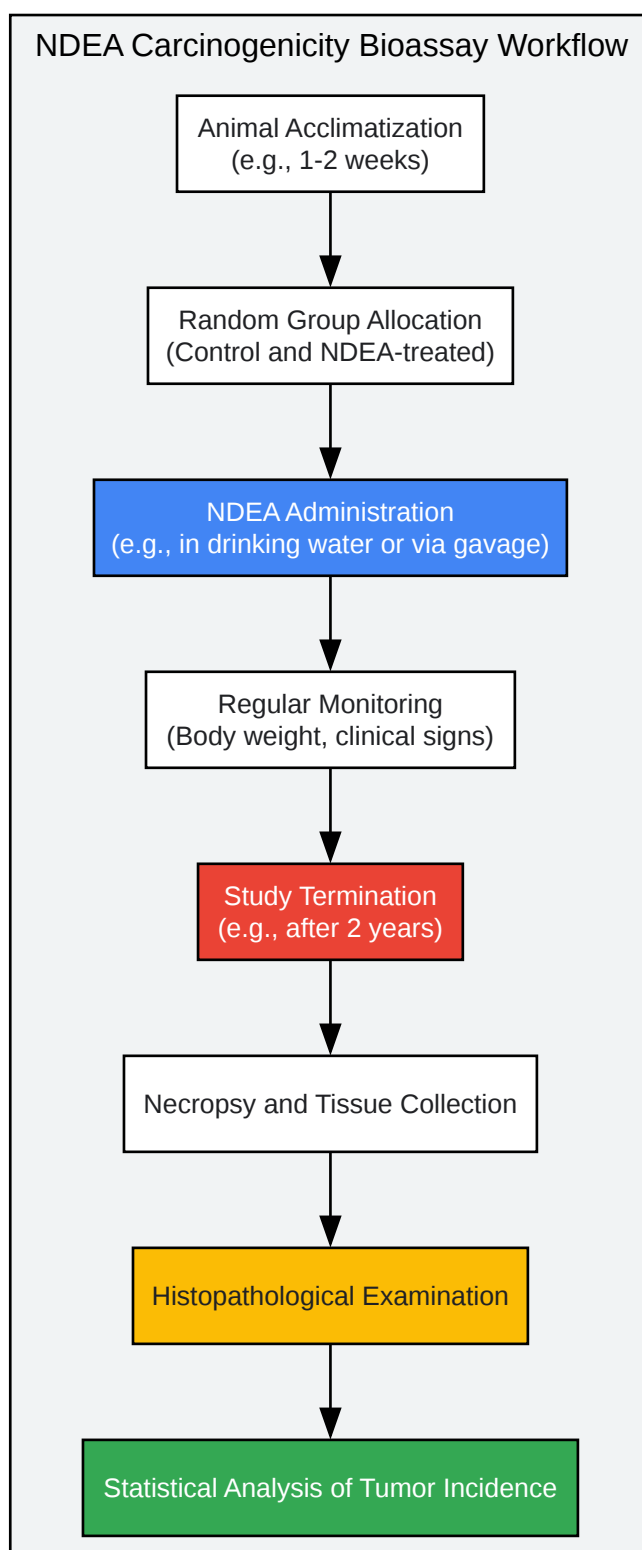 NDEA Carcinogenicity Bioassay Workflow
Animal Acclimatization
(e.g., 1-2 weeks)
Random Group Allocation
(Control and NDEA-treated)
NDEA Administration
(e.g., in drinking water or via gavage)
Regular Monitoring
(Body weight, clinical signs)
Study Termination
(e.g., after 2 years)
Necropsy and Tissue Collection
Histopathological Examination
Statistical Analysis of Tumor Incidence